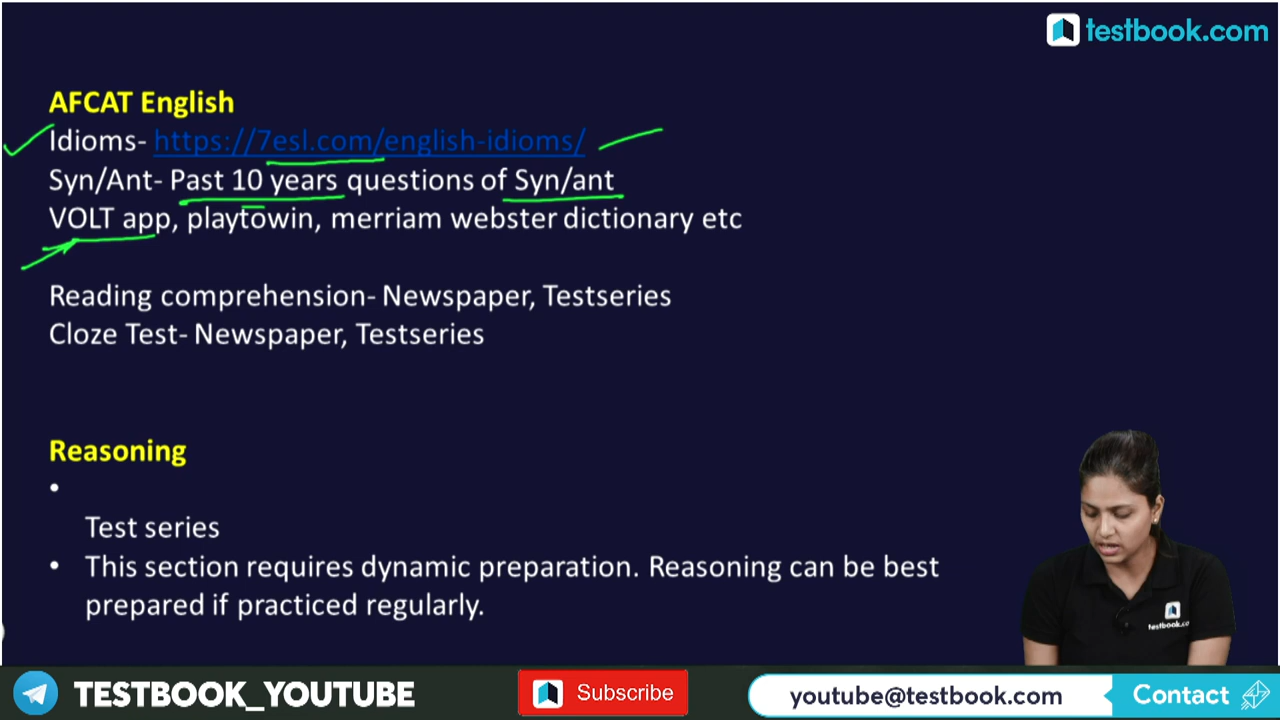 testbook.com
AFCAT English
Idioms- https://7esl.com/english-idioms/
Syn/Ant- Past 10 years questions of Syn/ant
VOLT app, playtowin, merriam webster dictionary etc
Reading comprehension- Newspaper, Testseries
Cloze Test- Newspaper, Testseries
Reasoning
•
Test series
• This section requires dynamic preparation. Reasoning can be best
prepared if practiced regularly.
testbook.co
TESTBOOK_YOUTUBE
Subscribe
youtube@testbook.com
Contact